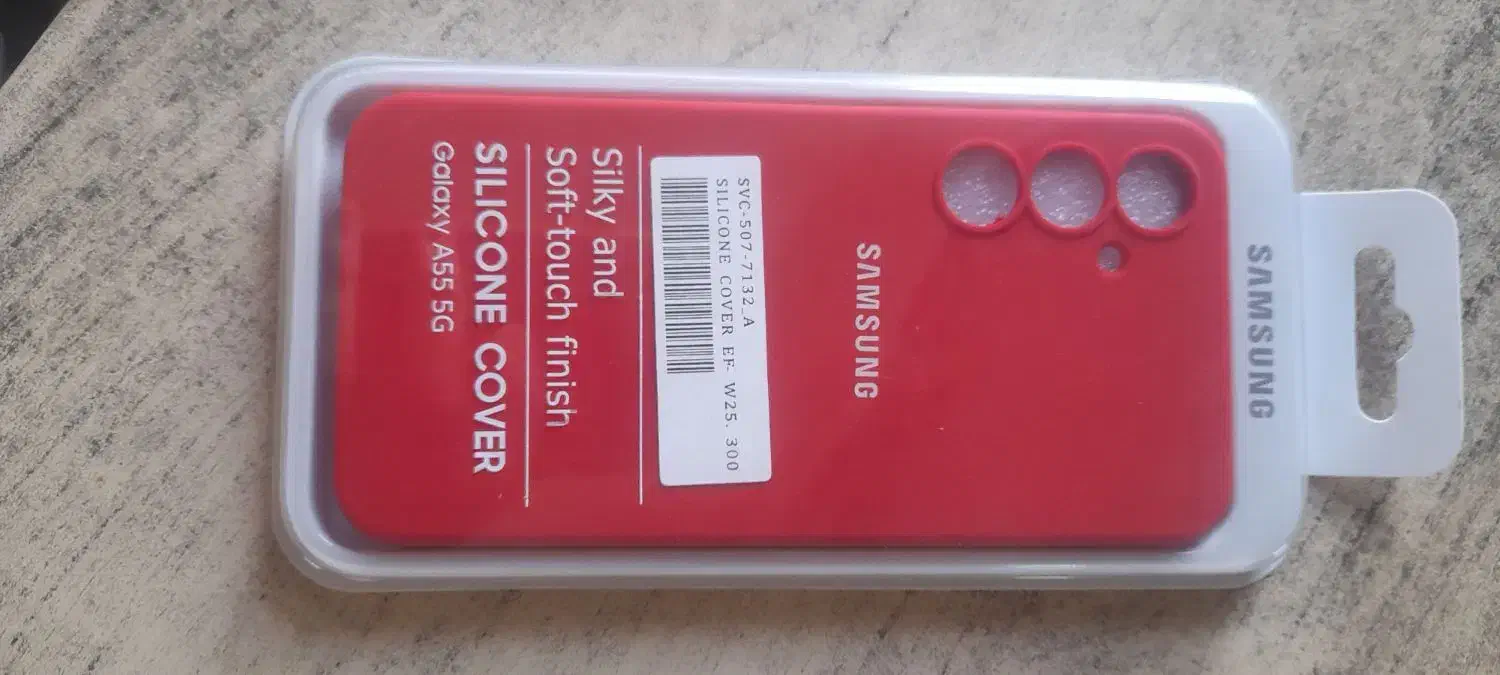 SAMSUNG
SAMSUNG
SVC-507-7132_A
SILICONE COVER EF- W25. 300
Silky and
Soft-touch finish
SILICONE COVER
Galaxy A55 5G